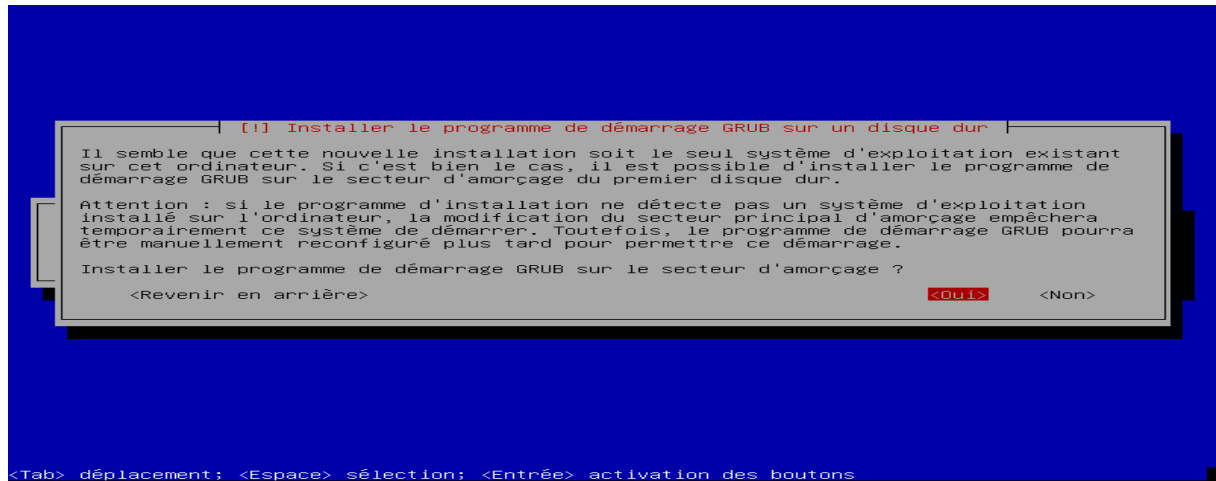 [!] Installer le programme de démarrage GRUB sur un disque dur
Il semble que cette nouvelle installation soit le seul système d'exploitation existant
sur cet ordinateur. Si c'est bien le cas, il est possible d'installer le programme de
démarrage GRUB sur le secteur d'amorçage du premier disque dur.
Attention : si le programme d'installation ne détecte pas un système d'exploitation
installé sur l'ordinateur, la modification du secteur principal d'amorçage empêchera
temporairement ce système de démarrer. Toutefois, le programme de démarrage GRUB pourra
être manuellement reconfiguré plus tard pour permettre ce démarrage.
Installer le programme de démarrage GRUB sur le secteur d'amorçage ?
<Revenir en arrière> <Oui> <Non>
<Tab> déplacement; <Espace> sélection; <Entrée> activation des boutons